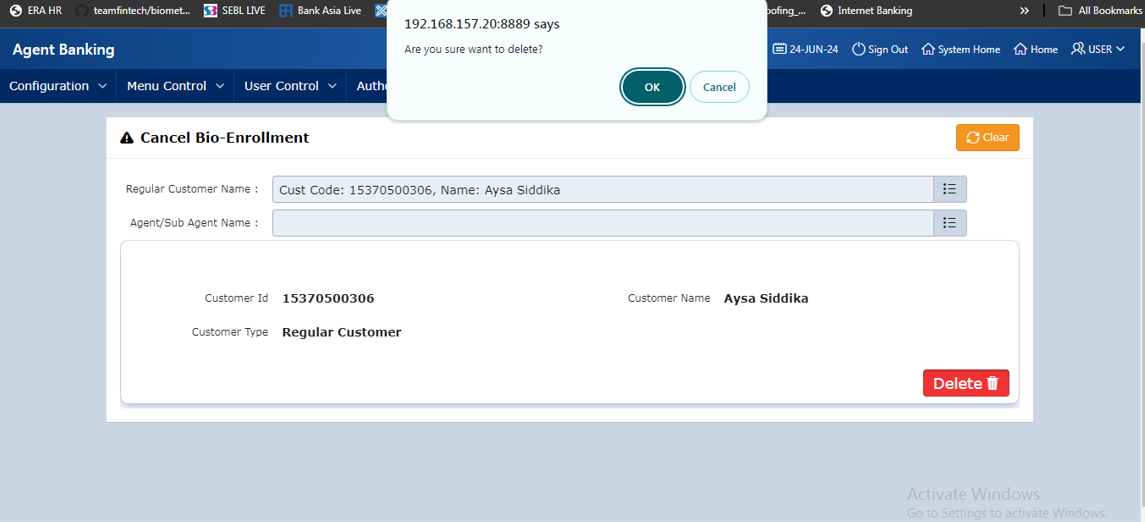 ERA HR teamfintech/biomet... SEBL LIVE Bank Asia Live oofing_... Internet Banking » All Bookmarks
192.168.157.20:8889 says
Are you sure want to delete?
OK Cancel
Agent Banking 24-JUN-24 Sign Out System Home Home USER
Configuration Menu Control User Control Autho
Cancel Bio-Enrollment Clear
Regular Customer Name : Cust Code: 15370500306, Name: Aysa Siddika
Agent/Sub Agent Name :
Customer Id 15370500306 Customer Name Aysa Siddika
Customer Type Regular Customer
Delete
Activate Windows
Go to Settings to activate Windows.